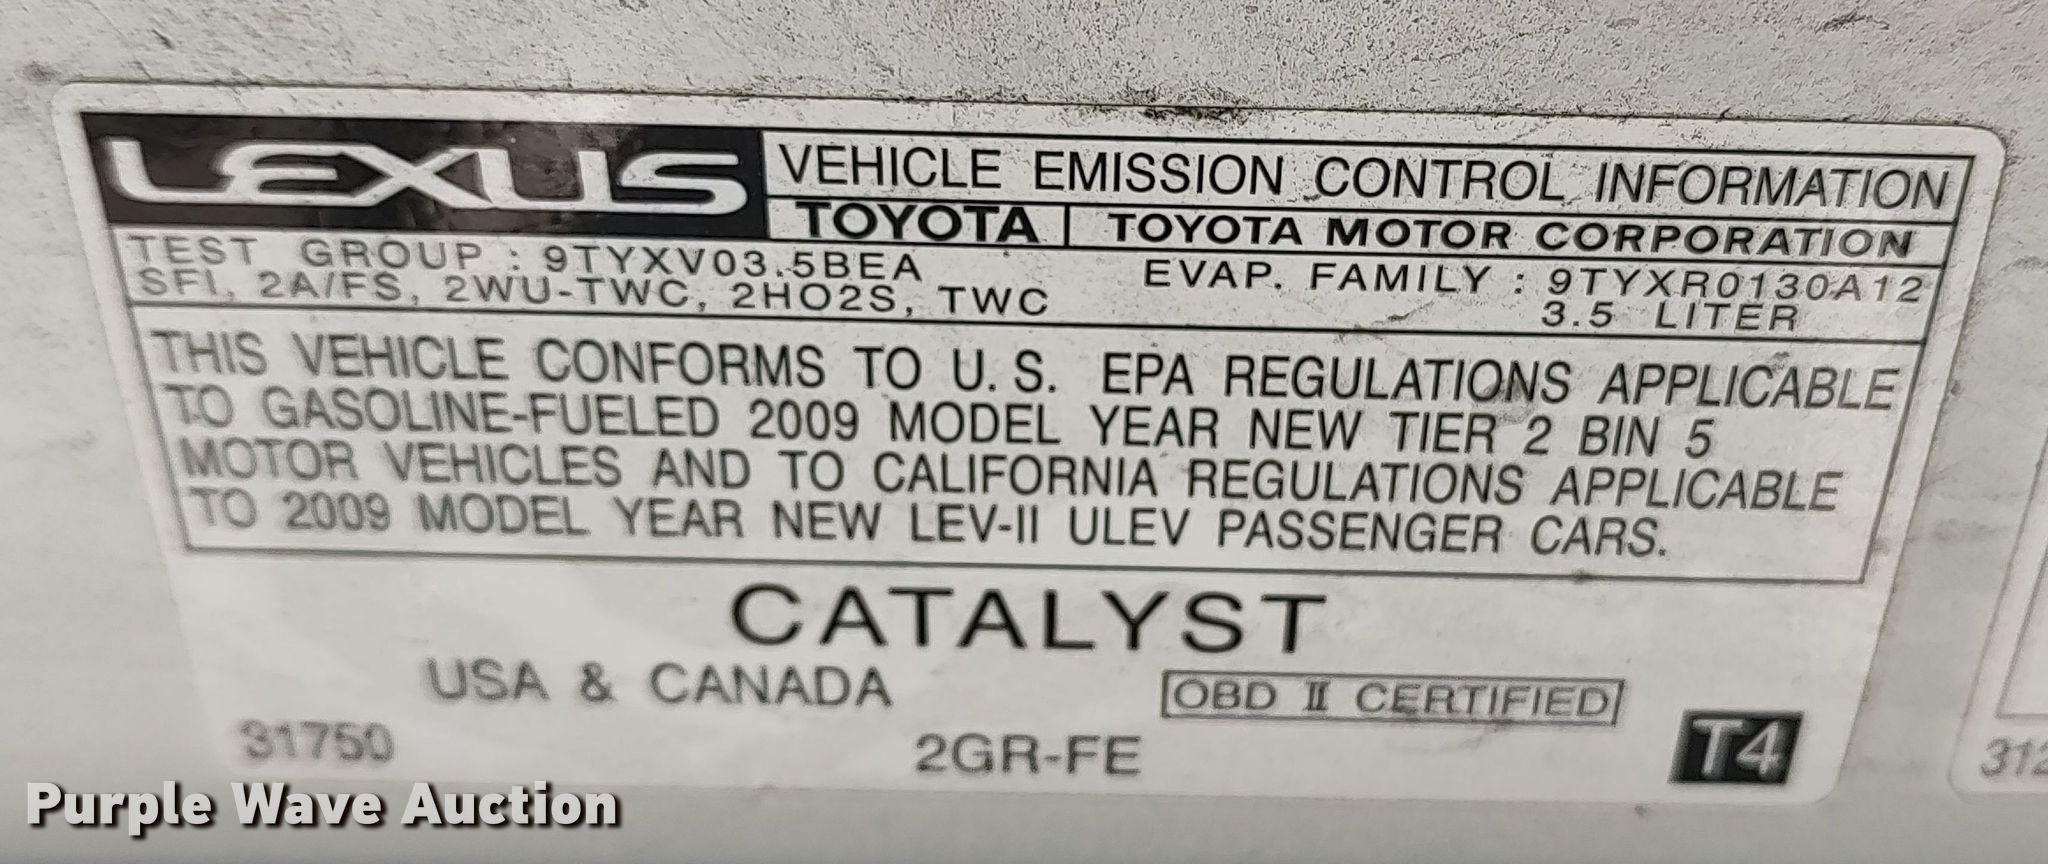 LEXUS VEHICLE EMISSION CONTROL INFORMATION
TOYOTA TOYOTA MOTOR CORPORATION
TEST GROUP : 9TYXV03.5BEA EVAP. FAMILY : 9TYXR0130A12
SFI, 2A/FS, 2WU-TWC, 2HO2S, TWC 3.5 LITER
THIS VEHICLE CONFORMS TO U.S. EPA REGULATIONS APPLICABLE
TO GASOLINE-FUELED 2009 MODEL YEAR NEW TIER 2 BIN 5
MOTOR VEHICLES AND TO CALIFORNIA REGULATIONS APPLICABLE
TO 2009 MODEL YEAR NEW LEV-II ULEV PASSENGER CARS.
CATALYST
USA & CANADA OBD II CERTIFIED
31750 2GR-FE T4
312
Purple Wave Auction